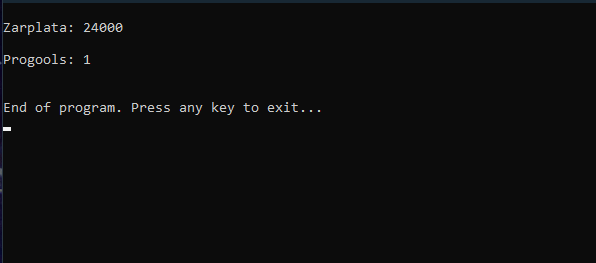 Zarplata: 24000
Progools: 1
End of program. Press any key to exit...